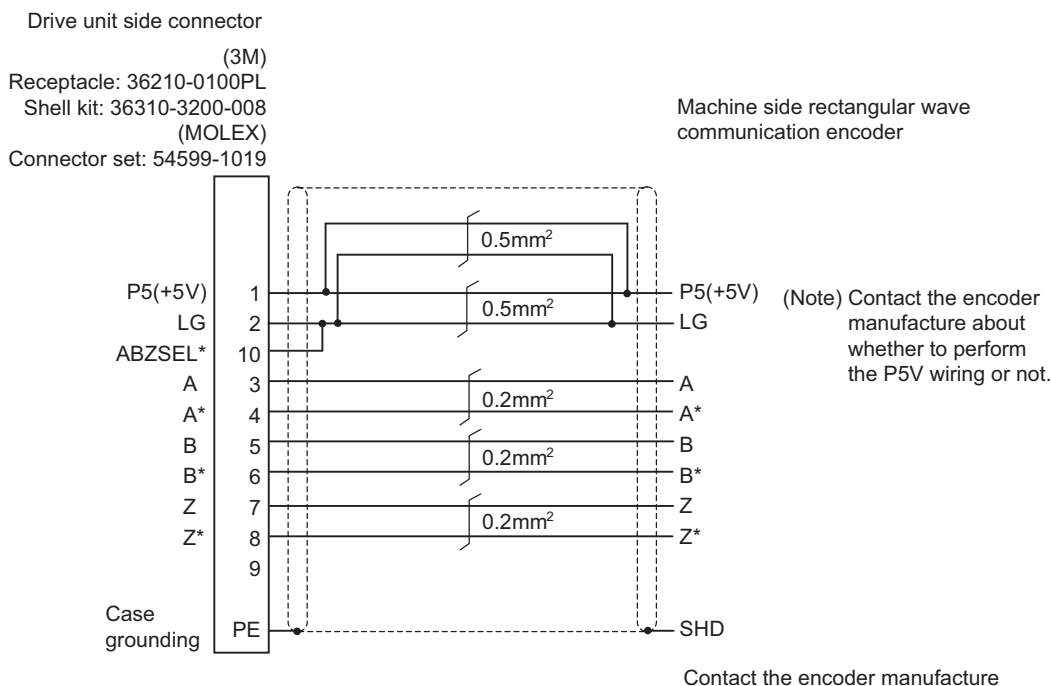 Drive unit side connector
(3M)
Receptacle: 36210-0100PL
Shell kit: 36310-3200-008
(MOLEX)
Connector set: 54599-1019
Machine side rectangular wave
communication encoder
0.5mm²
P5(+5V) 1 0.5mm² P5(+5V)
LG 2 LG
ABZSEL* 10
A 3 0.2mm² A
A* 4 A*
B 5 0.2mm² B
B* 6 B*
Z 7 0.2mm² Z
Z* 8 Z*
9
(Note) Contact the encoder
manufacture about
whether to perform
the P5V wiring or not.
Case
grounding
PE SHD
Contact the encoder manufacture